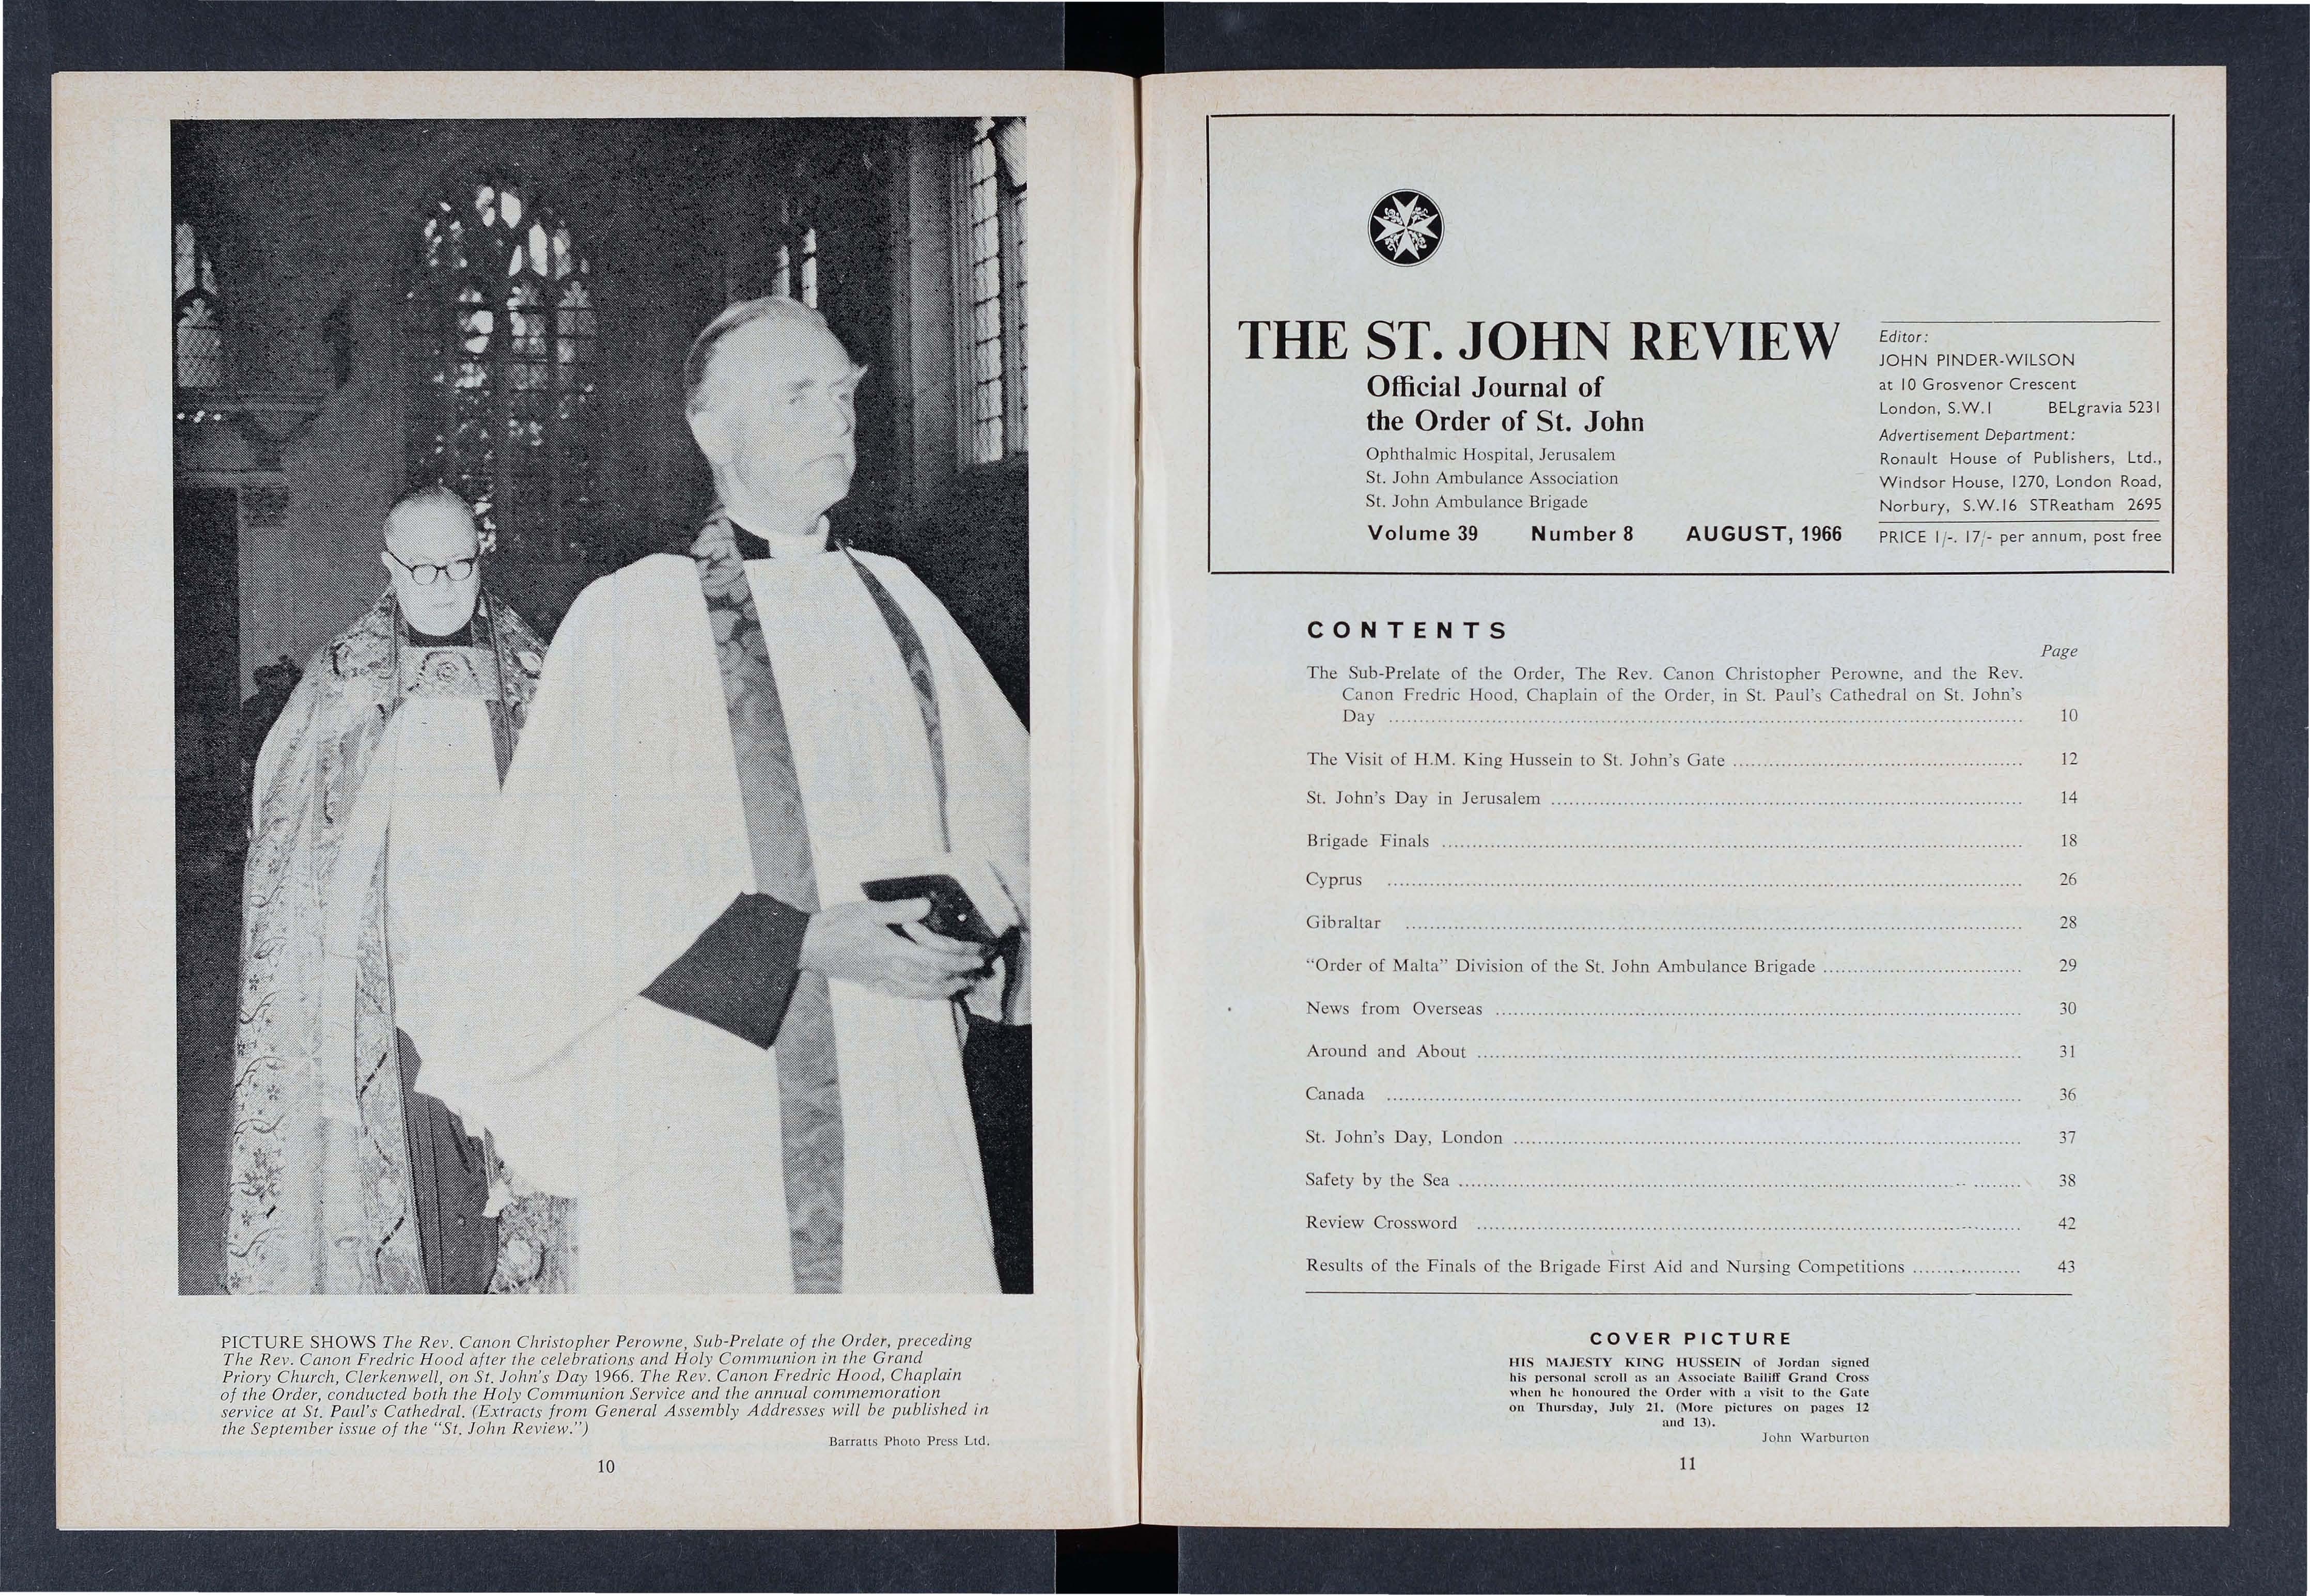 PICTURE SHOWS The Rev. Canon Christopher Perowne, Sub-Prelate of the Order, preceding
The Rev. Canon Fredric Hood after the celebrations and Holy Communion in the Grand
Priory Church, Clerkenwell, on St. John's Day 1966. The Rev. Canon Fredric Hood, Chaplain
of the Order, conducted both the Holy Communion Service and the annual commemoration
service at St. Paul's Cathedral. (Extracts from General Assembly Addresses will be published in
the September issue of the "St. John Review.")
Barratts Photo Press Ltd.
10
THE ST. JOHN REVIEW
Official Journal of
the Order of St. John
Ophthalmic Hospital, Jerusalem
St. John Ambulance Association
St. John Ambulance Brigade
Volume 39 Number 8 AUGUST, 1966
Editor:
JOHN PINDER-WILSON
at 10 Grosvenor Crescent
London, S.W.1 BELgravia 5231
Advertisement Department:
Ronault House of Publishers, Ltd.,
Windsor House, 1270, London Road,
Norbury, S.W.16 STReatham 2695
PRICE 1/-. 17/- per annum, post free
CONTENTS
Page
The Sub-Prelate of the Order, The Rev. Canon Christopher Perowne, and the Rev.
Canon Fredric Hood, Chaplain of the Order, in St. Paul's Cathedral on St. John's
Day 10
The Visit of H.M. King Hussein to St. John's Gate 12
St. John's Day in Jerusalem 14
Brigade Finals 18
Cyprus 26
Gibraltar 28
"Order of Malta" Division of the St. John Ambulance Brigade 29
News from Overseas 30
Around and About 31
Canada 36
St. John's Day, London 37
Safety by the Sea 38
Review Crossword 42
Results of the Finals of the Brigade First Aid and Nursing Competitions 43
COVER PICTURE
HIS MAJESTY KING HUSSEIN of Jordan signed
his personal scroll as an Associate Bailiff Grand Cross
when he honoured the Order with a visit to the Gate
on Thursday, July 21. (More pictures on pages 12
and 13).
John Warburton
11